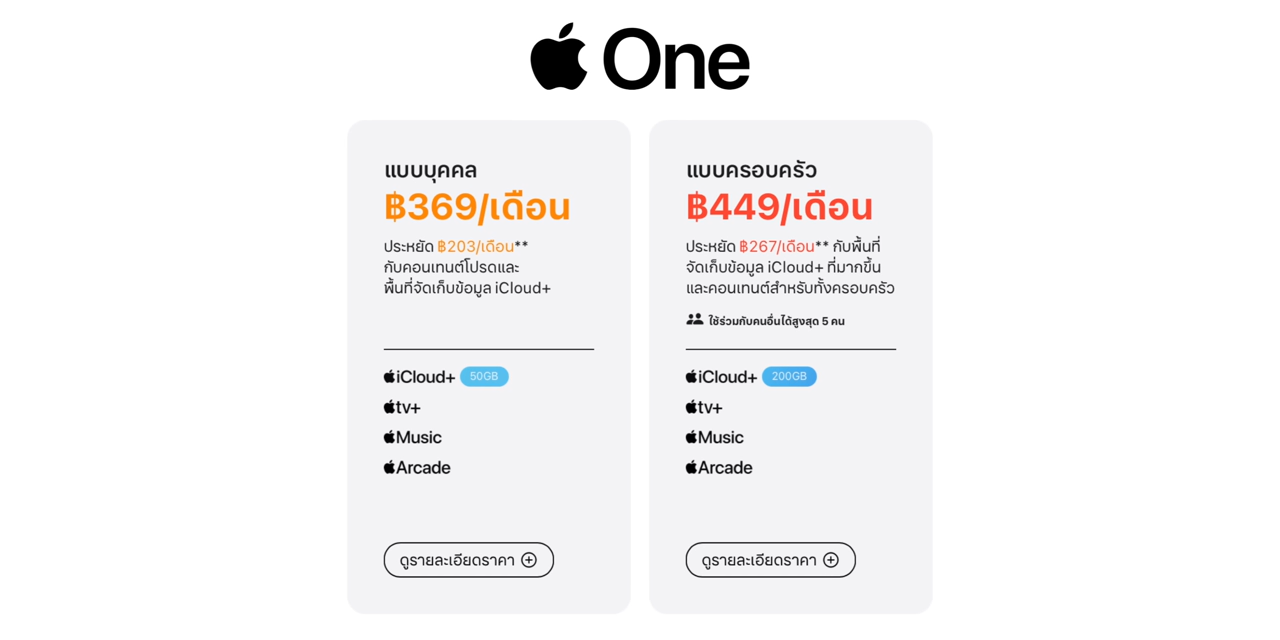 One
แบบบุคคล
฿369/เดือน
ประหยัด ฿203/เดือน**
กับคอนเทนต์โปรดและ
พื้นที่จัดเก็บข้อมูล iCloud+
iCloud+ 50GB
tv+
Music
Arcade
ดูรายละเอียดราคา
แบบครอบครัว
฿449/เดือน
ประหยัด ฿267/เดือน** กับพื้นที่
จัดเก็บข้อมูล iCloud+ ที่มากขึ้น
และคอนเทนต์สำหรับทั้งครอบครัว
ใช้ร่วมกับคนอื่นได้สูงสุด 5 คน
iCloud+ 200GB
tv+
Music
Arcade
ดูรายละเอียดราคา